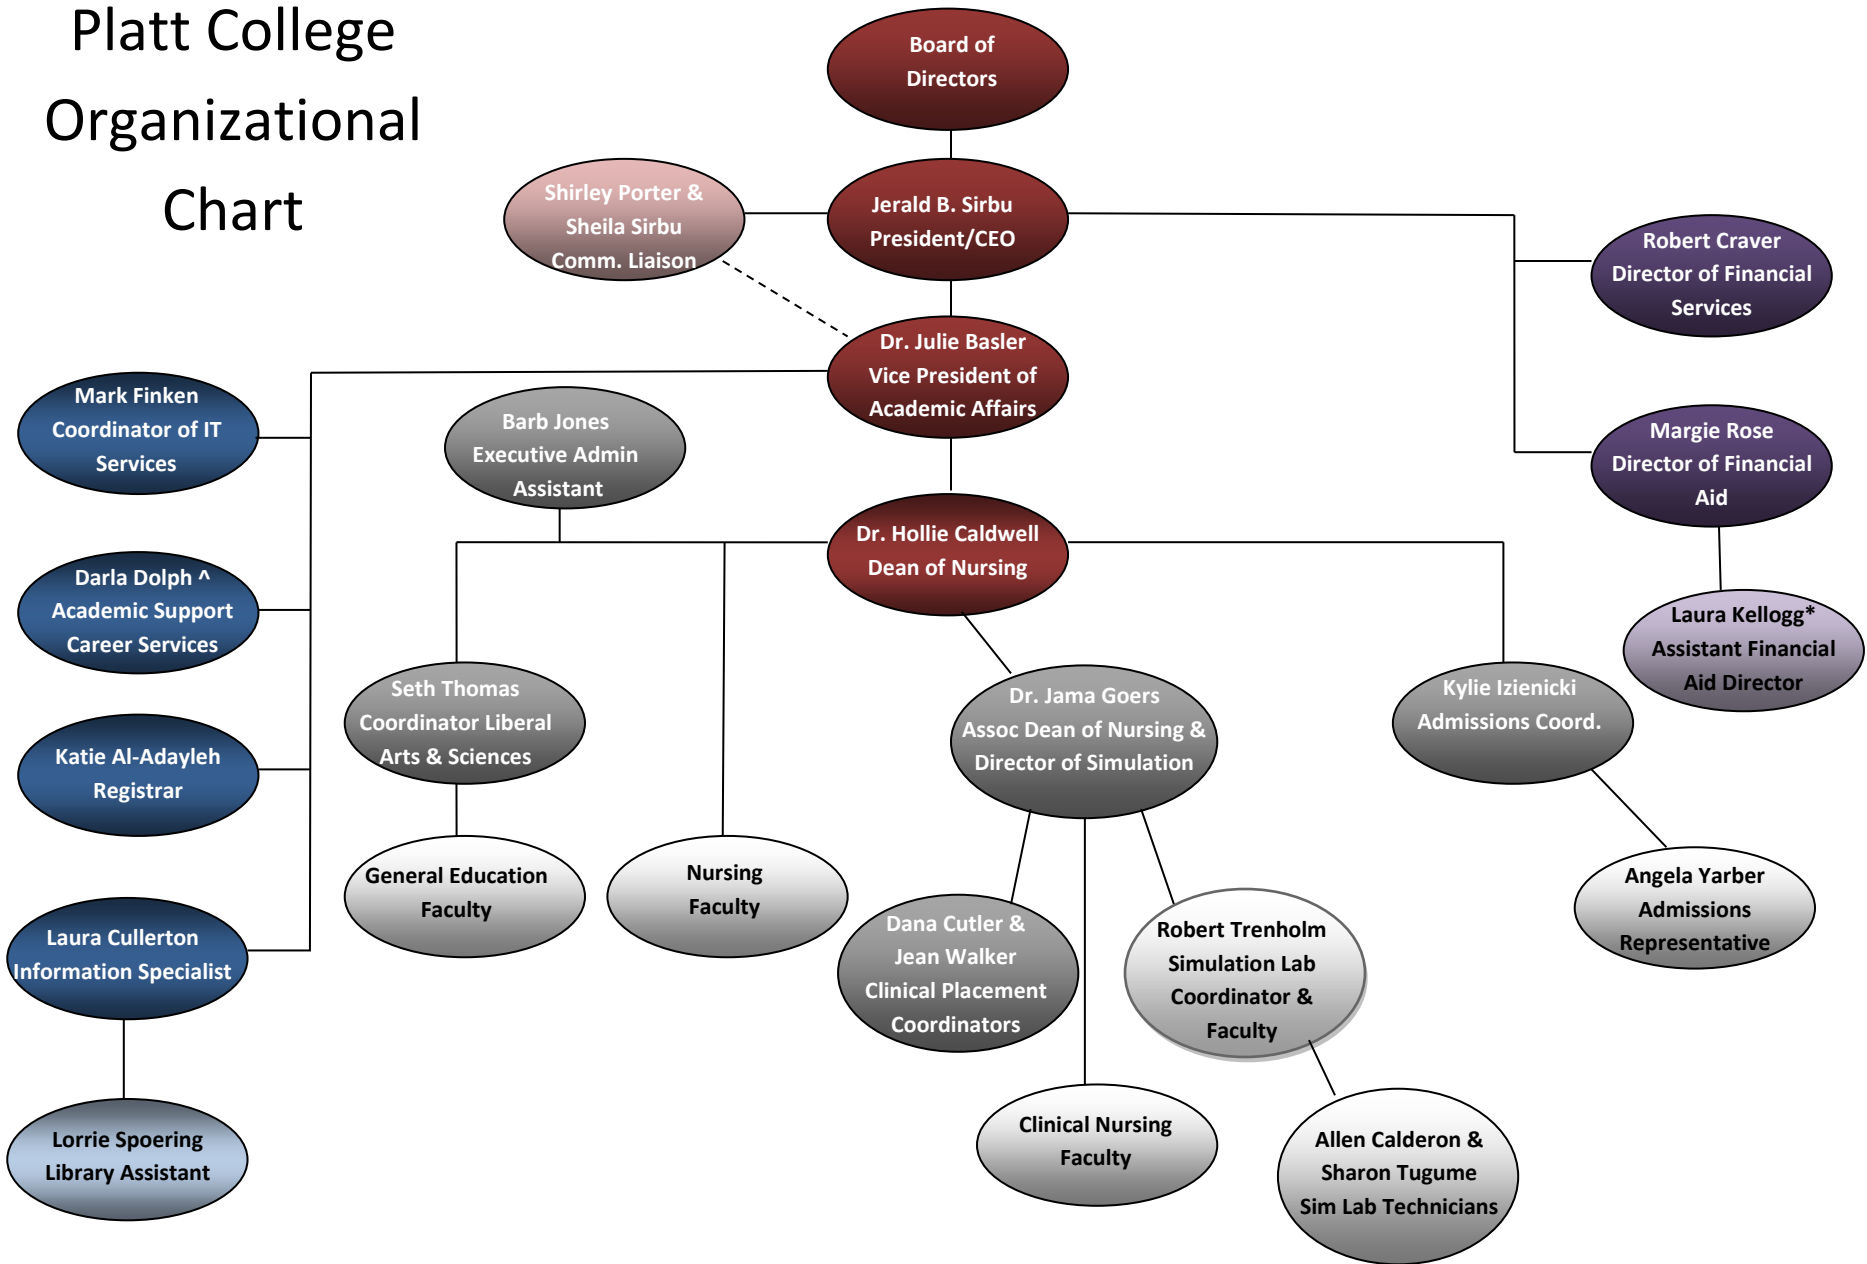 Platt College
Organizational
Chart
Board of
Directors
Shirley Porter &
Sheila Sirbu
Comm. Liaison
Jerald B. Sirbu
President/CEO
Robert Craver
Director of Financial
Services
Dr. Julie Basler
Vice President of
Academic Affairs
Mark Finken
Coordinator of IT
Services
Barb Jones
Executive Admin
Assistant
Margie Rose
Director of Financial
Aid
Dr. Hollie Caldwell
Dean of Nursing
Darla Dolph ^
Academic Support
Career Services
Laura Kellogg*
Assistant Financial
Aid Director
Seth Thomas
Coordinator Liberal
Arts & Sciences
Dr. Jama Goers
Assoc Dean of Nursing &
Director of Simulation
Kylie Izienicki
Admissions Coord.
Katie Al-Adayleh
Registrar
General Education
Faculty
Nursing
Faculty
Angela Yarber
Admissions
Representative
Laura Cullerton
Information Specialist
Dana Cutler &
Jean Walker
Clinical Placement
Coordinators
Robert Trenholm
Simulation Lab
Coordinator &
Faculty
Lorrie Spoering
Library Assistant
Clinical Nursing
Faculty
Allen Calderon &
Sharon Tugume
Sim Lab Technicians